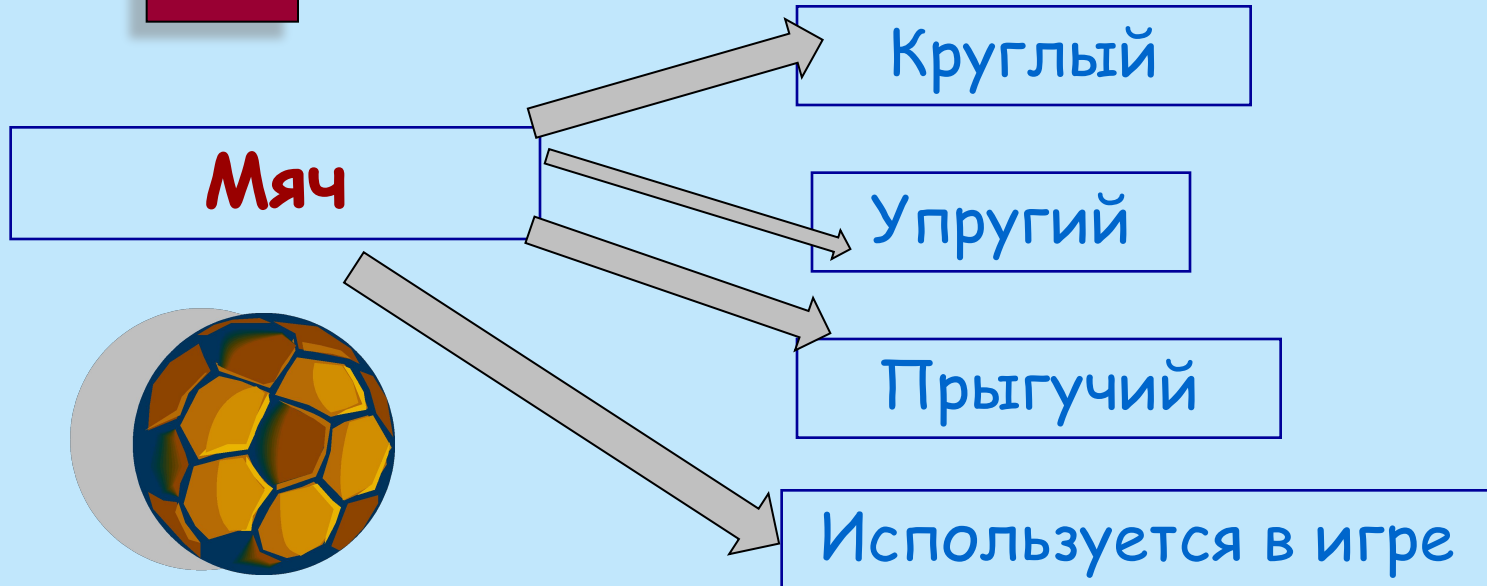 Круглый
Мяч
Упругий
Прыгучий
Используется в игре